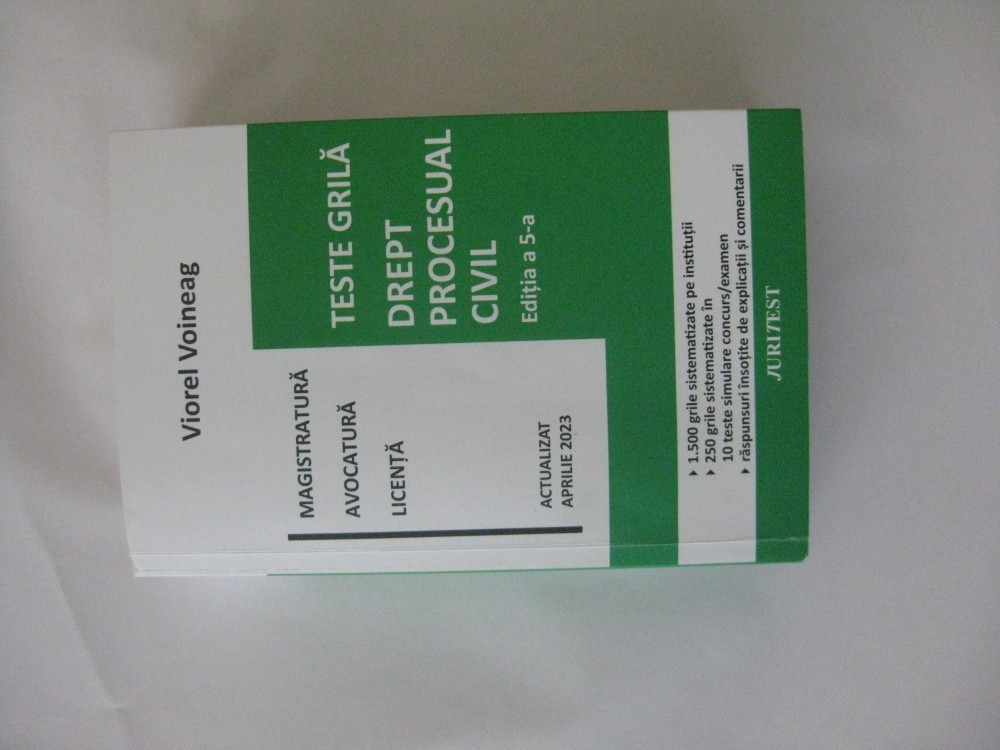 Viorel Voineag
MAGISTRATURĂ
AVOCATURĂ
LICENȚĂ
TESTE GRILĂ
DREPT
PROCESUAL
CIVIL
Ediția a 5-a
ACTUALIZAT
APRILIE 2023
▸ 1.500 grile sistematizate pe instituții
▸ 250 grile sistematizate în
10 teste simulare concurs/examen
▸ răspunsuri însoțite de explicații și comentarii
JURITEST